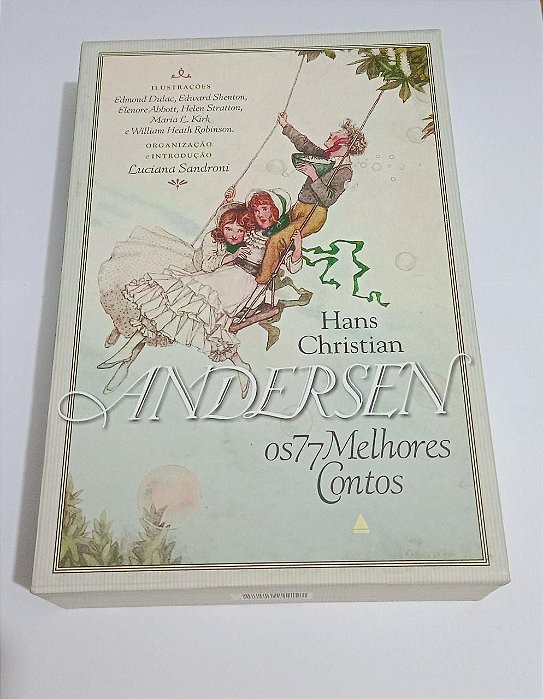 ILUSTRAÇÕES
Edmond Dulac, Edward Shenton,
Elenore Abbott, Helen Stratton,
Maria L. Kirk
e William Heath Robinson.
ORGANIZAÇÃO
e INTRODUÇÃO
Luciana Sandroni
Hans
Christian
ANDERSEN
os 77 Melhores
Contos